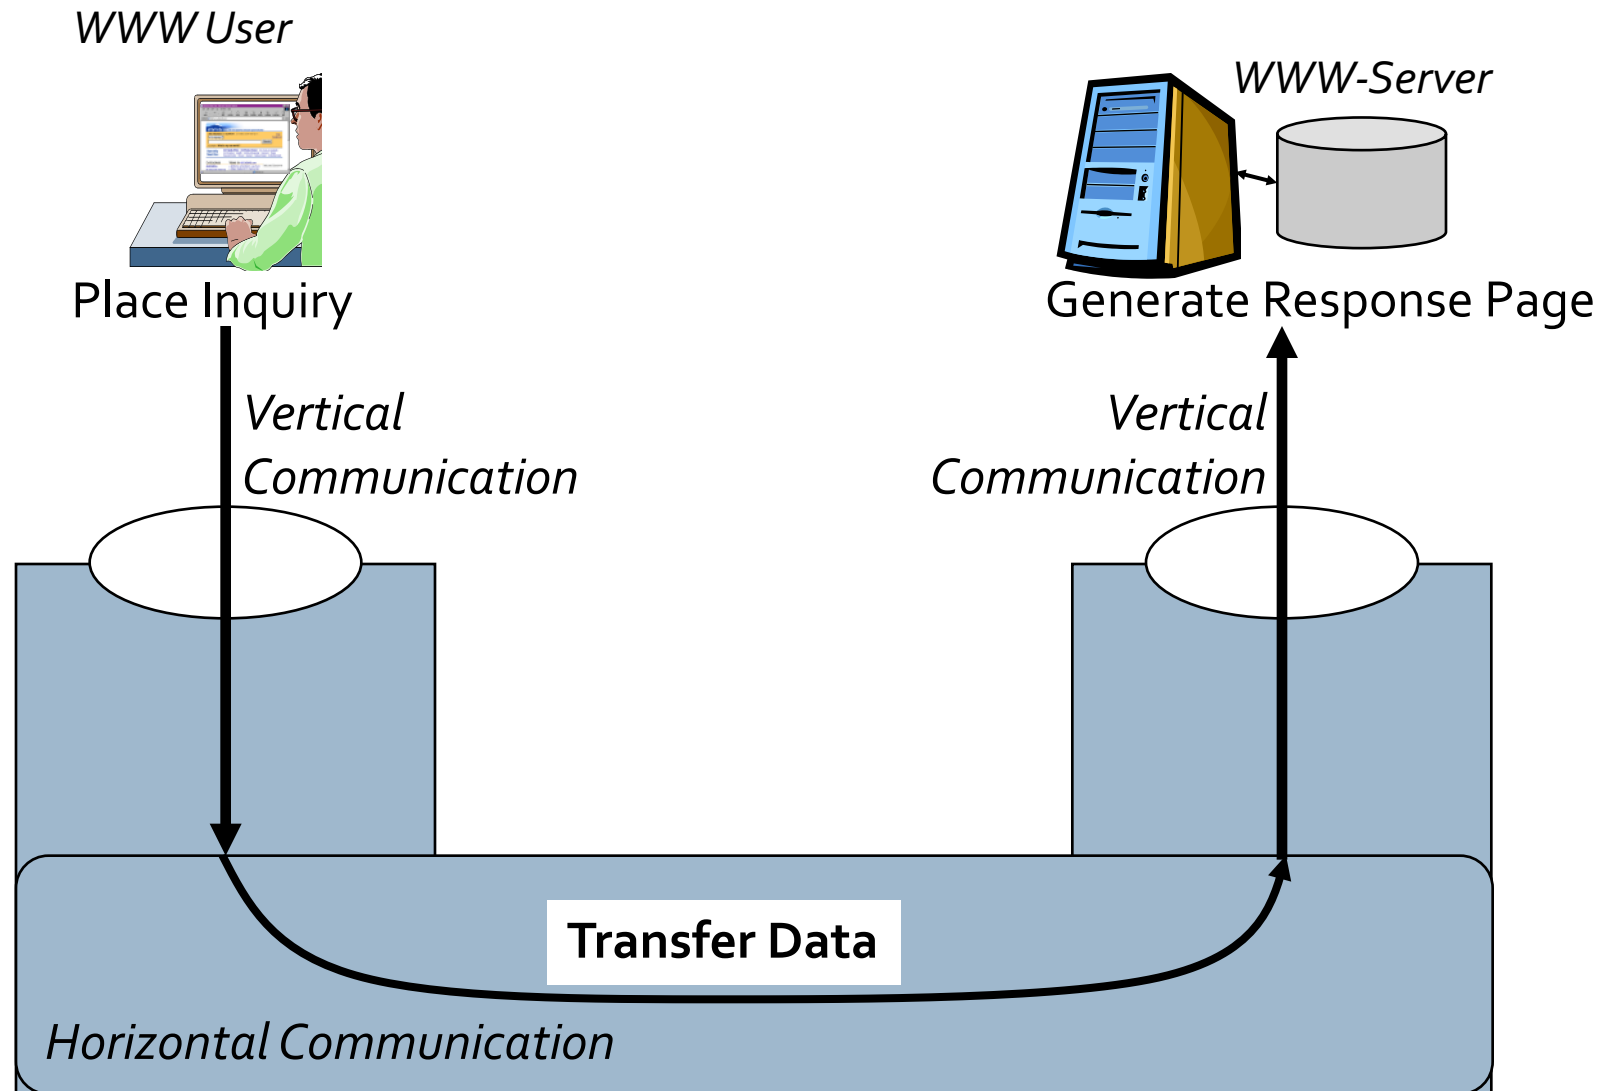 WWW User
WWW-Server
Place Inquiry
Generate Response Page
Vertical
Communication
Vertical
Communication
Transfer Data
Horizontal Communication